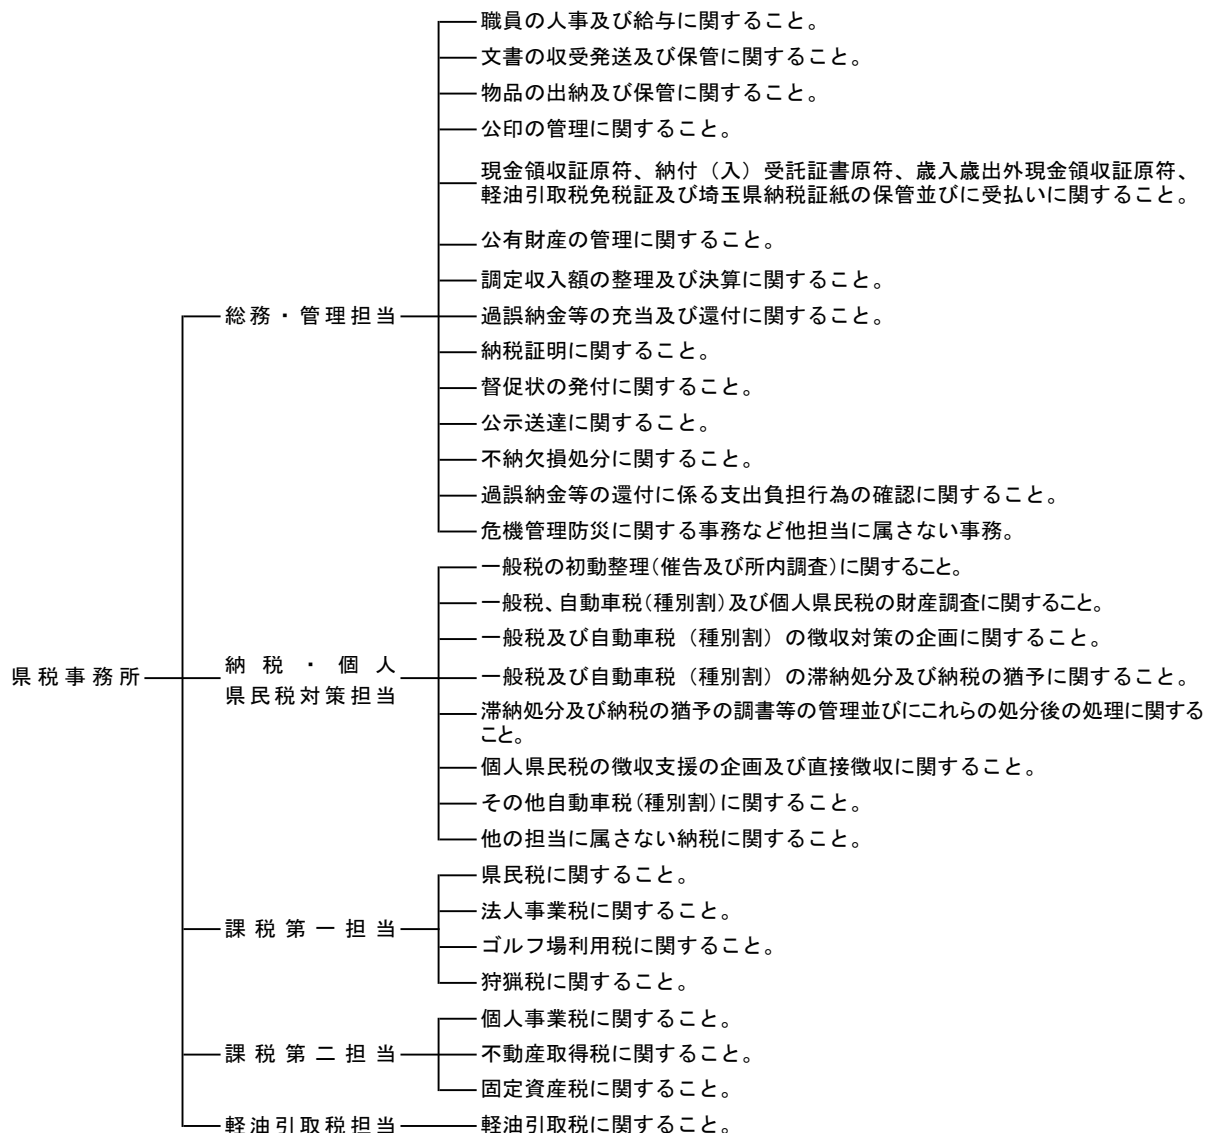 職員の人事及び給与に関すること。
文書の収受発送及び保管に関すること。
物品の出納及び保管に関すること。
公印の管理に関すること。
現金領収証原符、納付（入）受託証書原符、歳入歳出外現金領収証原符、
軽油引取税免税証及び埼玉県納税証紙の保管並びに受払いに関すること。
公有財産の管理に関すること。
調定収入額の整理及び決算に関すること。
総務・管理担当
過誤納金等の充当及び還付に関すること。
納税証明に関すること。
督促状の発付に関すること。
公示送達に関すること。
不納欠損処分に関すること。
過誤納金等の還付に係る支出負担行為の確認に関すること。
危機管理防災に関する事務など他担当に属さない事務。
一般税の初動整理(催告及び所内調査)に関すること。
一般税、自動車税(種別割)及び個人県民税の財産調査に関すること。
一般税及び自動車税（種別割）の徴収対策の企画に関すること。
県税事務所
納税・個人
県民税対策担当
一般税及び自動車税（種別割）の滞納処分及び納税の猶予に関すること。
滞納処分及び納税の猶予の調書等の管理並びにこれらの処分後の処理に関する
こと。
個人県民税の徴収支援の企画及び直接徴収に関すること。
その他自動車税(種別割)に関すること。
他の担当に属さない納税に関すること。
県民税に関すること。
法人事業税に関すること。
課税第一担当
ゴルフ場利用税に関すること。
狩猟税に関すること。
個人事業税に関すること。
課税第二担当
不動産取得税に関すること。
固定資産税に関すること。
軽油引取税担当
軽油引取税に関すること。